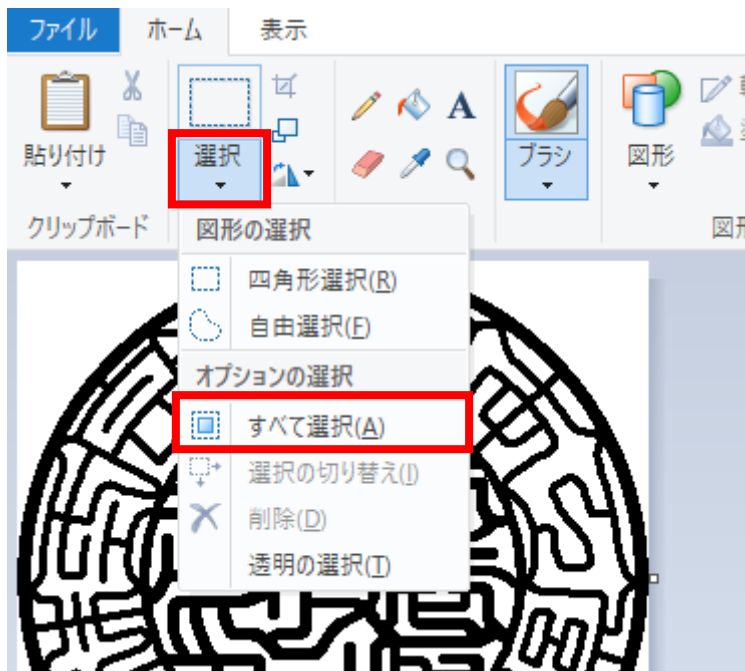 ファイル ホーム 表示
A
貼り付け 選択 ブラシ 図形
クリップボード 図形の選択
四角形選択(R)
自由選択(F)
オプションの選択
すべて選択(A)
選択の切り替え(I)
削除(D)
透明の選択(T)